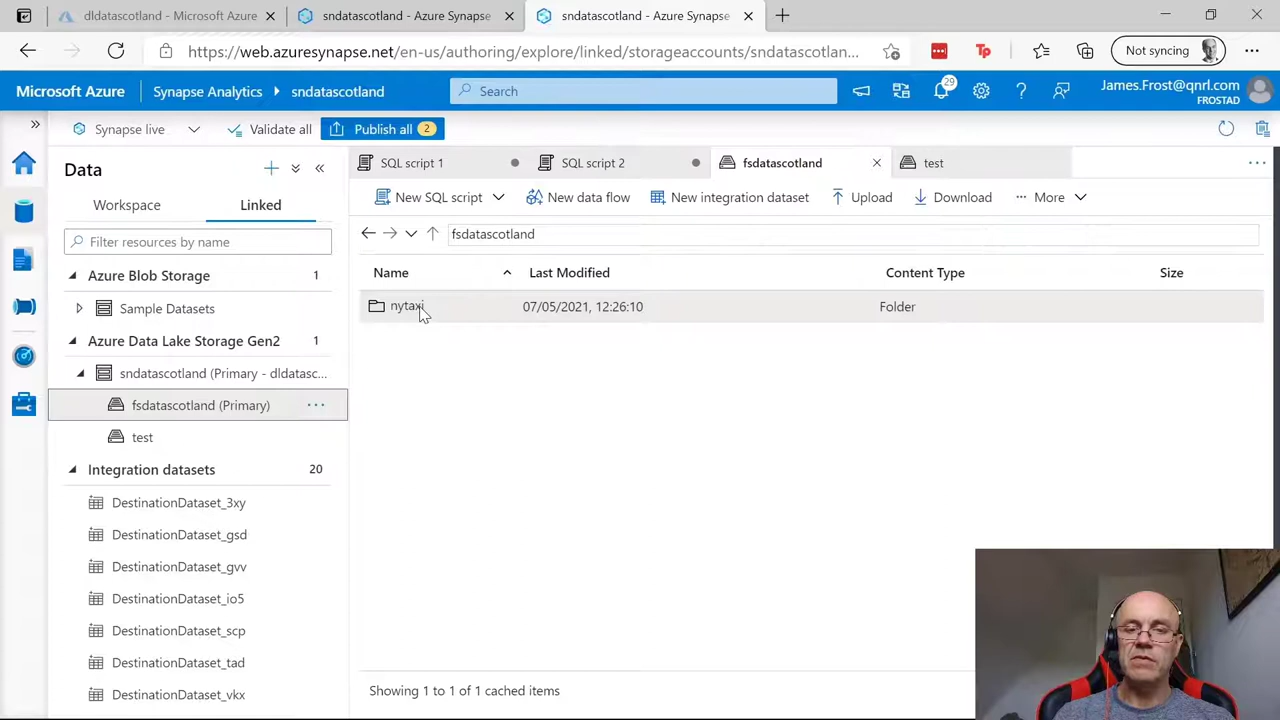 dldatascotland - Microsoft Azure
sndatascotland - Azure Synapse
sndatascotland - Azure Synapse
https://web.azuresynapse.net/en-us/authoring/explore/linked/storageaccounts/sndatascotlan...
Not syncing
Microsoft Azure
Synapse Analytics
sndatascotland
Search
29
James.Frost@qnrl.com
FROSTAD
Synapse live
Validate all
Publish all 2
Data
Workspace
Linked
Filter resources by name
Azure Blob Storage 1
Sample Datasets
Azure Data Lake Storage Gen2 1
sndatascotland (Primary - dldatasc...
fsdatascotland (Primary)
test
Integration datasets 20
DestinationDataset_3xy
DestinationDataset_gsd
DestinationDataset_gvv
DestinationDataset_io5
DestinationDataset_scp
DestinationDataset_tad
DestinationDataset_vkx
SQL script 1
SQL script 2
fsdatascotland
test
New SQL script
New data flow
New integration dataset
Upload
Download
More
fsdatascotland
Name Last Modified Content Type Size
nytaxi 07/05/2021, 12:26:10 Folder
Showing 1 to 1 of 1 cached items